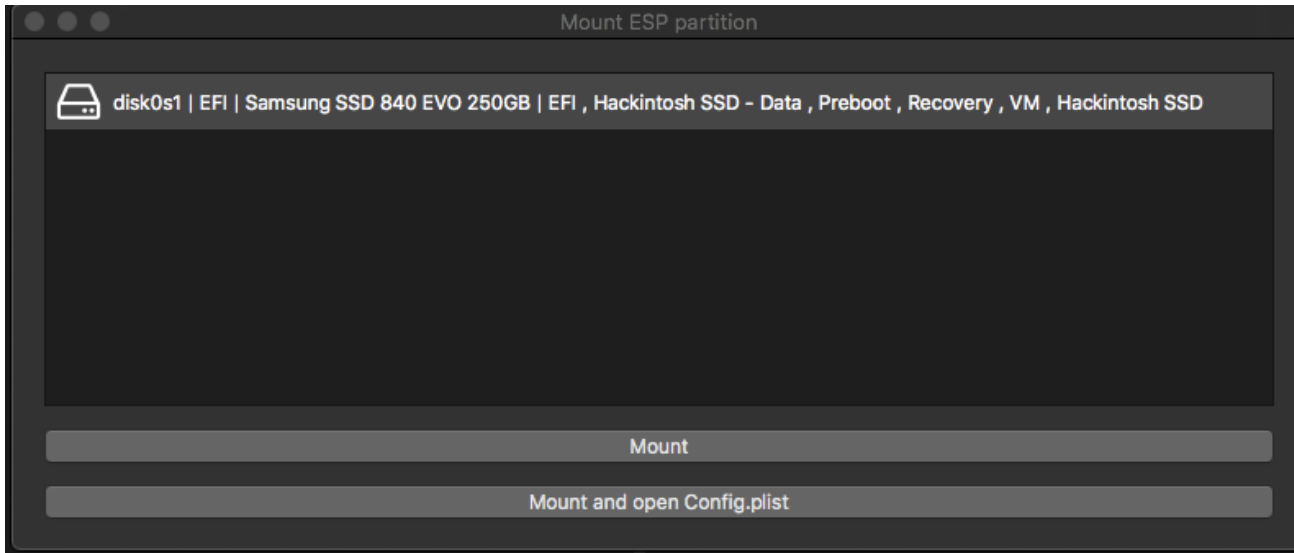 Mount ESP partition
disk0s1 | EFI | Samsung SSD 840 EVO 250GB | EFI , Hackintosh SSD - Data , Preboot , Recovery , VM , Hackintosh SSD
Mount
Mount and open Config.plist